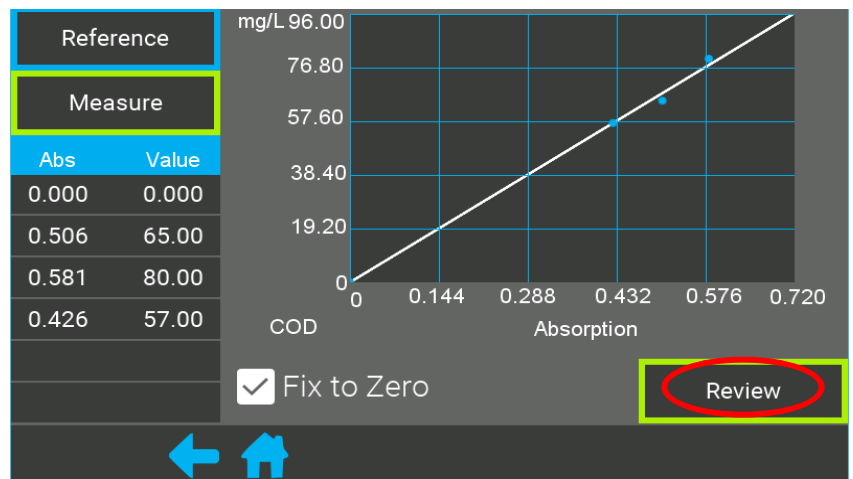 Reference
Measure
Abs Value
0.000 0.000
0.506 65.00
0.581 80.00
0.426 57.00
mg/L 96.00
76.80
57.60
38.40
19.20
0
0 0.144 0.288 0.432 0.576 0.720
COD Absorption
Fix to Zero
Review